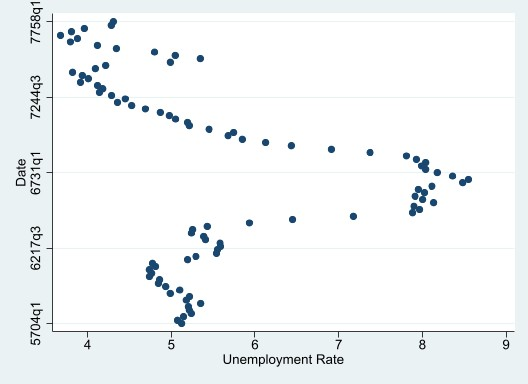 7758q1
7244q3
6731q1
6217q3
5704q1
Date
4 5 6 7 8 9
Unemployment Rate